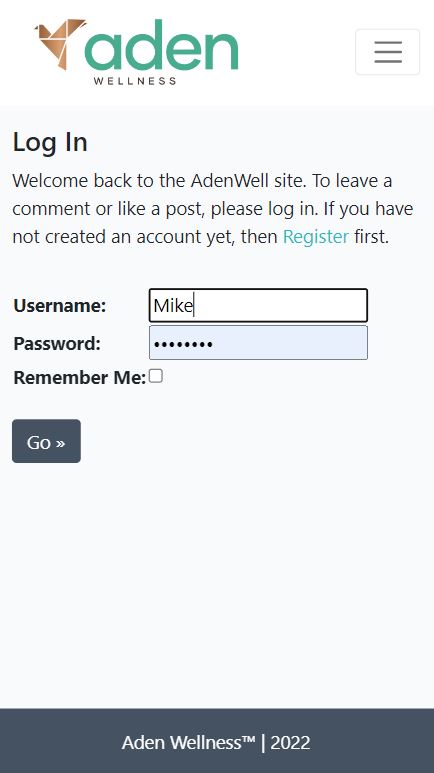 aden
WELLNESS
Log In
Welcome back to the AdenWell site. To leave a
comment or like a post, please log in. If you have
not created an account yet, then Register first.
Username: Mike
Password: ••••••••
Remember Me:
Go »
Aden Wellness™ | 2022